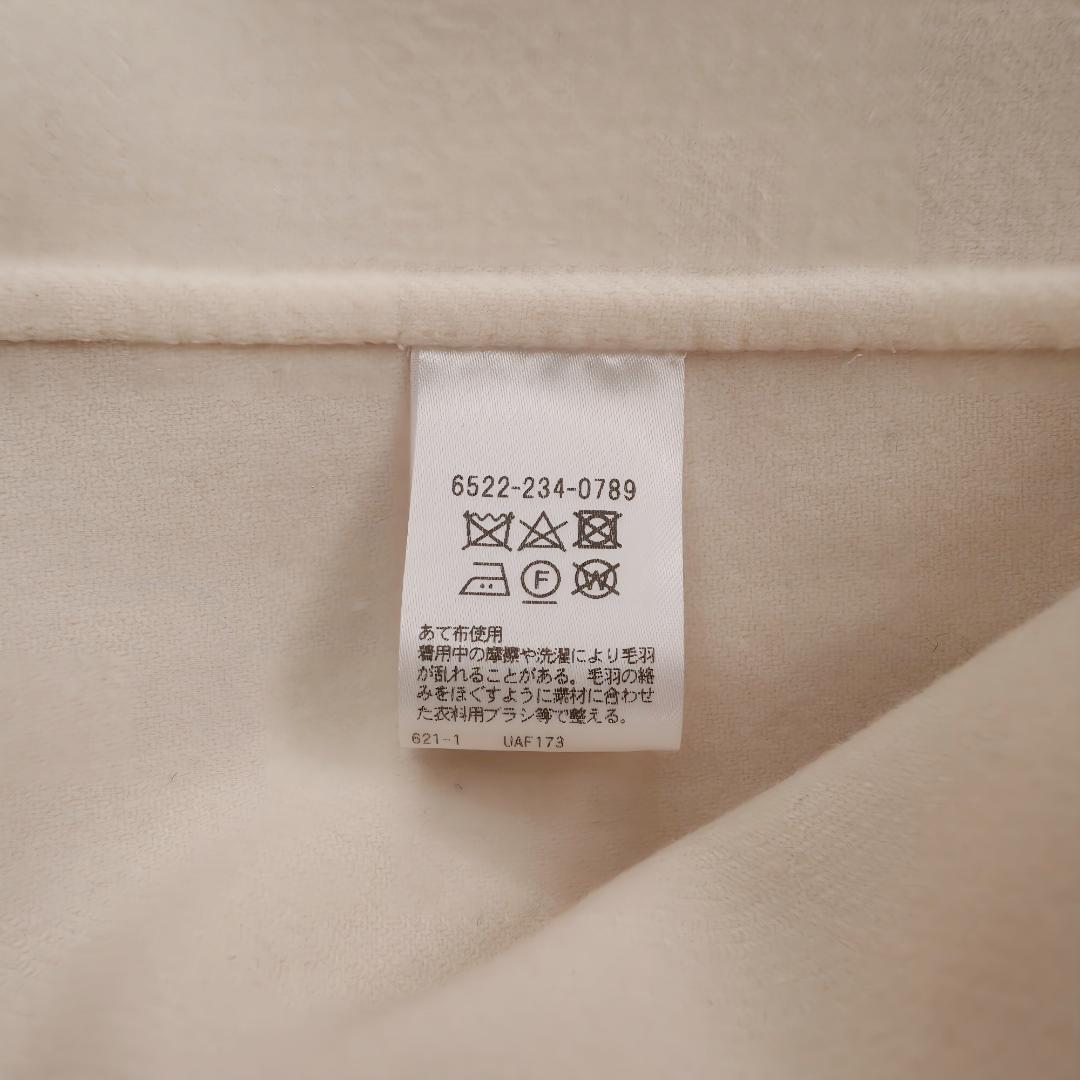 6522-234-0789
F
W
あて布使用
着用中の摩擦や洗濯により毛羽
が乱れることがある。毛羽の絡
みをほぐすように素材に合わせ
た衣料用ブラシ等で整える。
621-1 UAF173